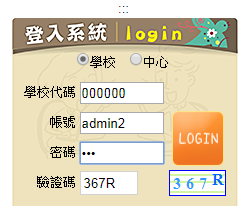 :::
登入系統 | login
學校 中心
學校代碼 000000
帳號 admin2
密碼 •••
LOGIN
驗證碼 367R 367R